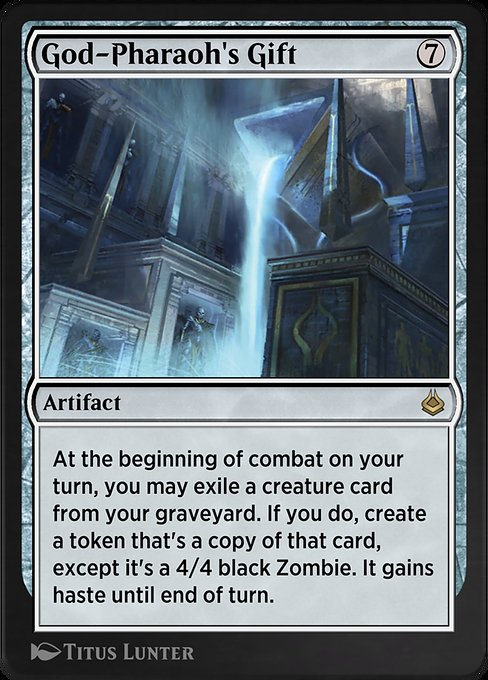 God-Pharaoh's Gift 7
Artifact
At the beginning of combat on your
turn, you may exile a creature card
from your graveyard. If you do, create
a token that's a copy of that card,
except it's a 4/4 black Zombie. It gains
haste until end of turn.
Titus Lunter